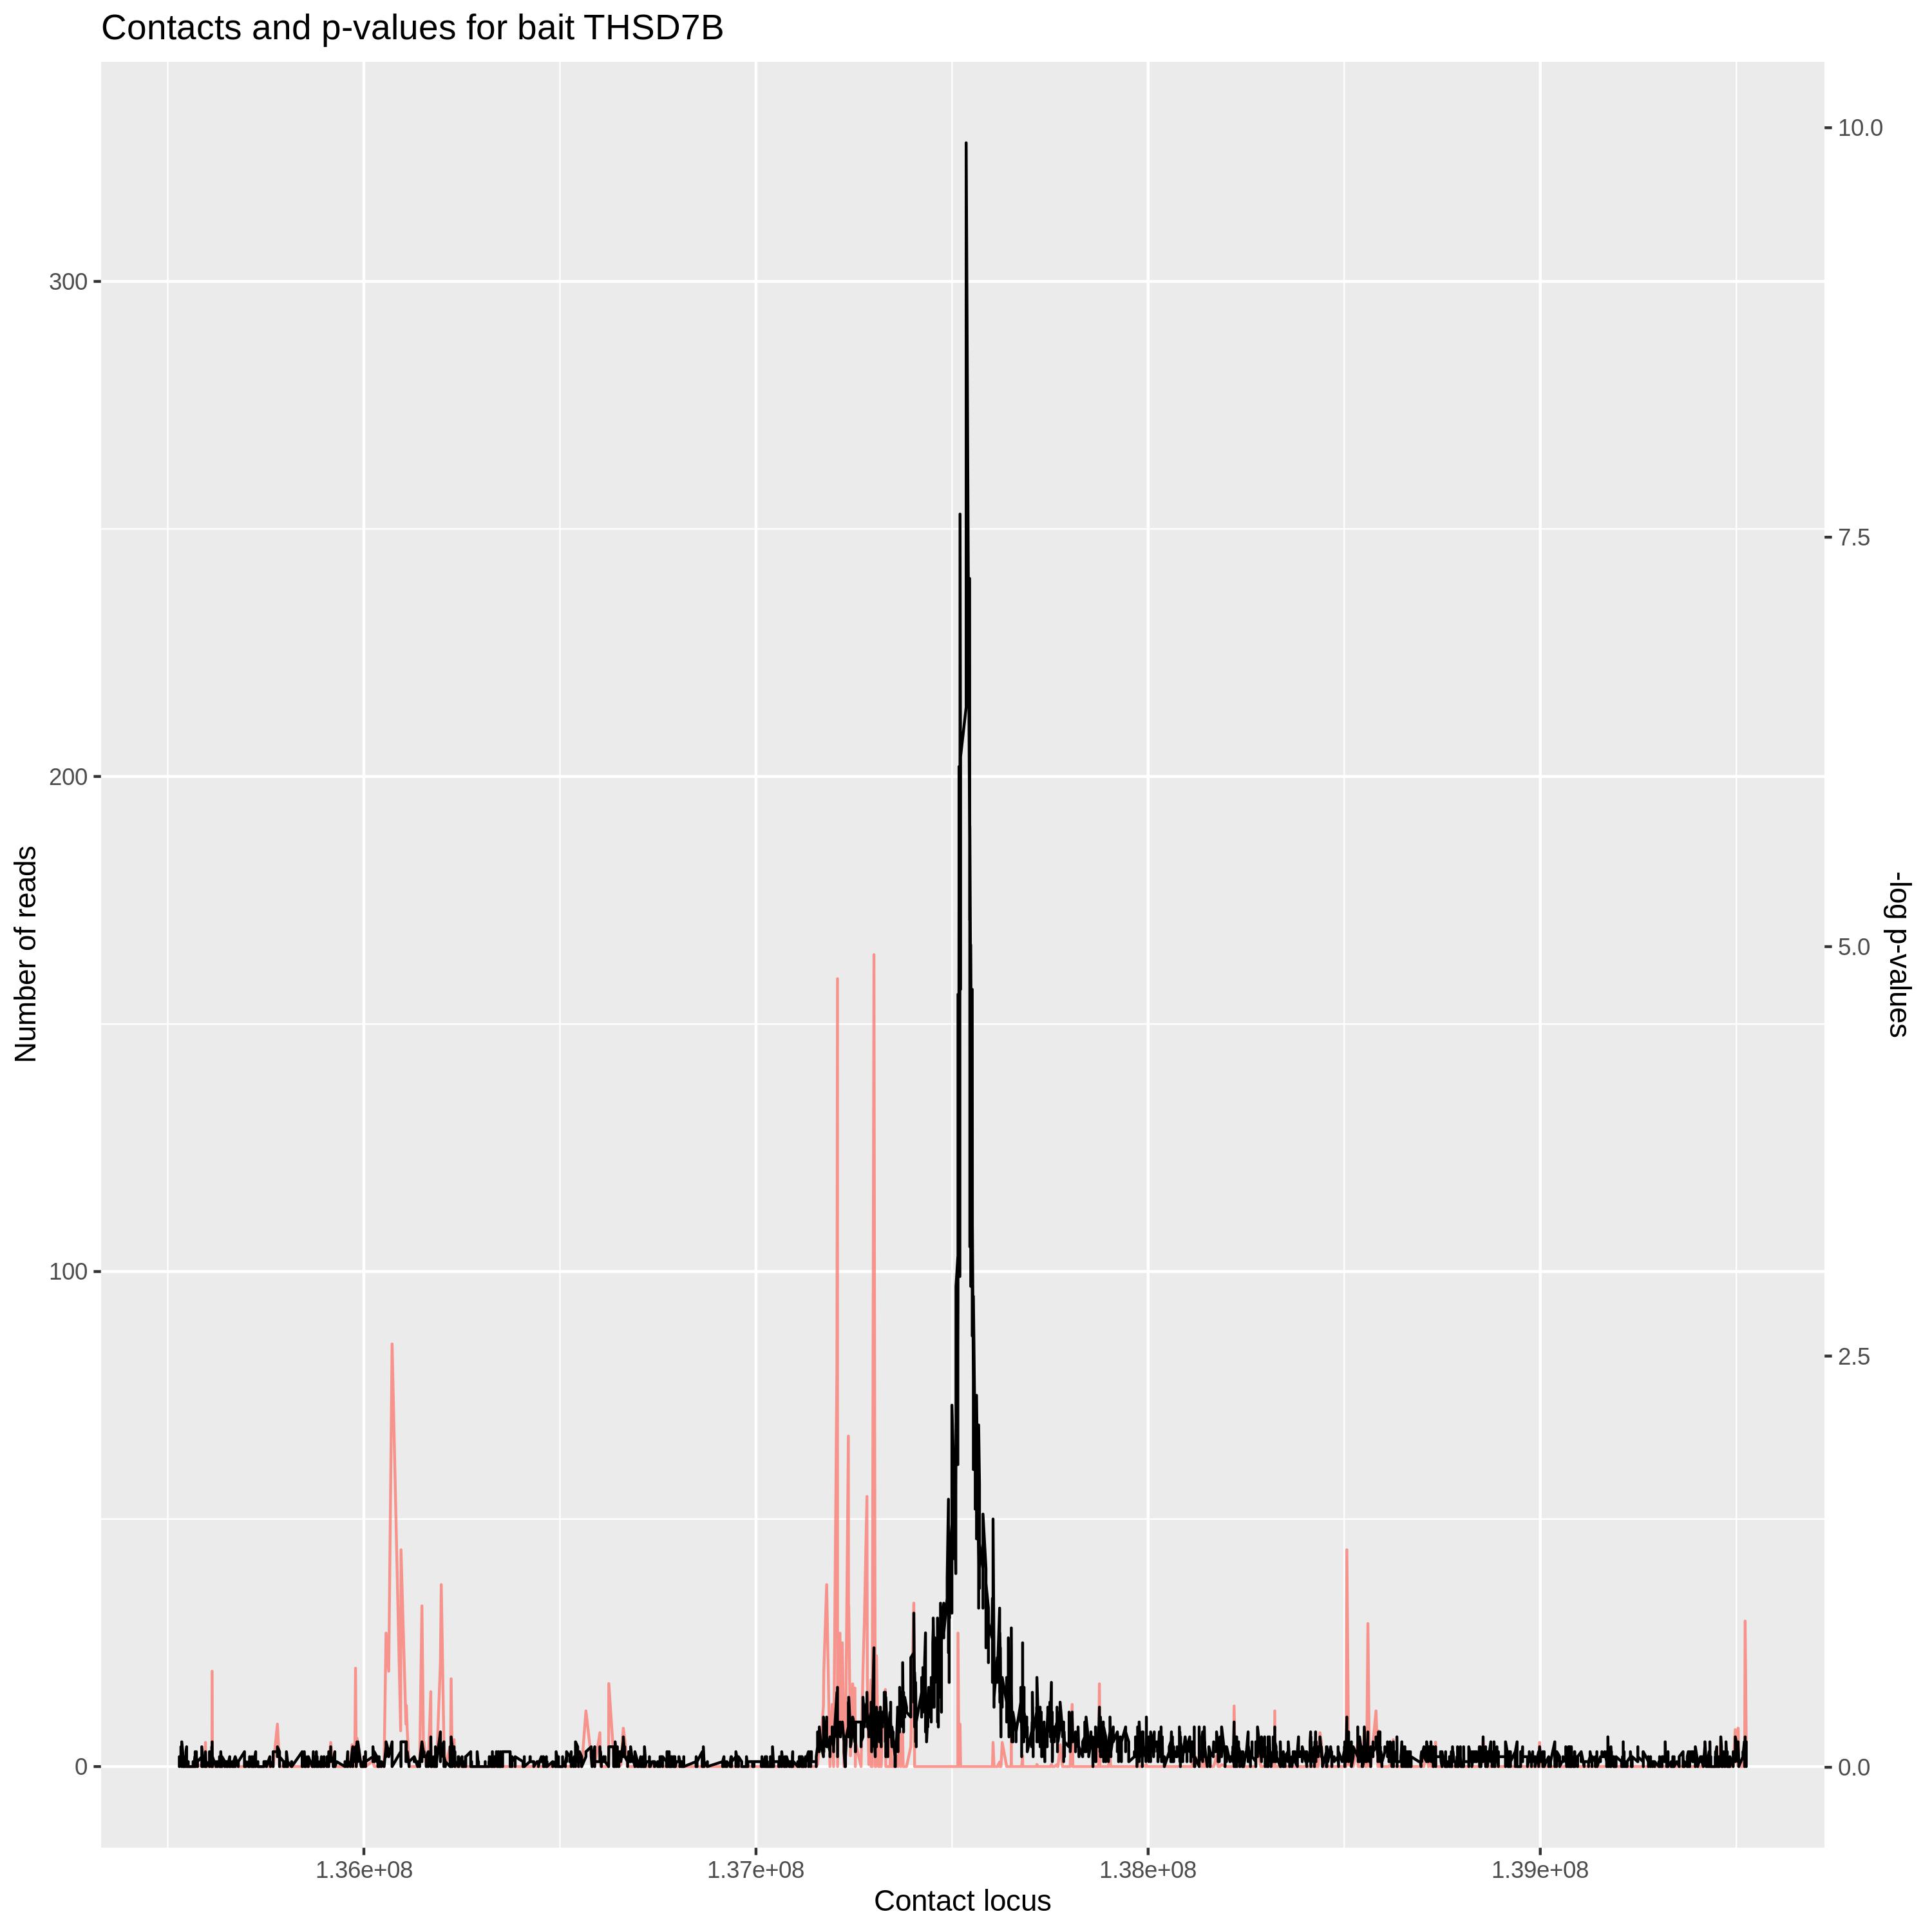 Contacts and p-values for bait THSD7B
300
200
100
0
Number of reads
10.0
7.5
5.0
2.5
0.0
-log p-values
1.36e+08
1.37e+08
1.38e+08
1.39e+08
Contact locus